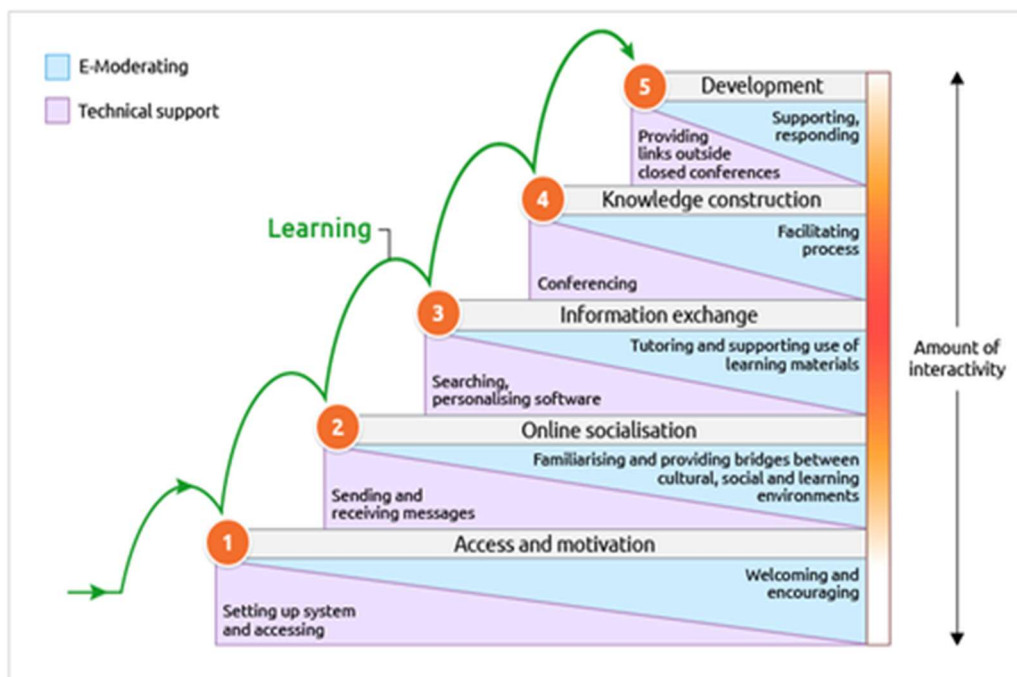 E-Moderating
Technical support
Learning
5
Development
Supporting,
responding
Providing
links outside
closed conferences
4
Knowledge construction
Facilitating
process
Conferencing
3
Information exchange
Tutoring and supporting use of
learning materials
Searching,
personalising software
2
Online socialisation
Familiarising and providing bridges between
cultural, social and learning
environments
Sending and
receiving messages
1
Access and motivation
Welcoming and
encouraging
Setting up system
and accessing
Amount of
interactivity